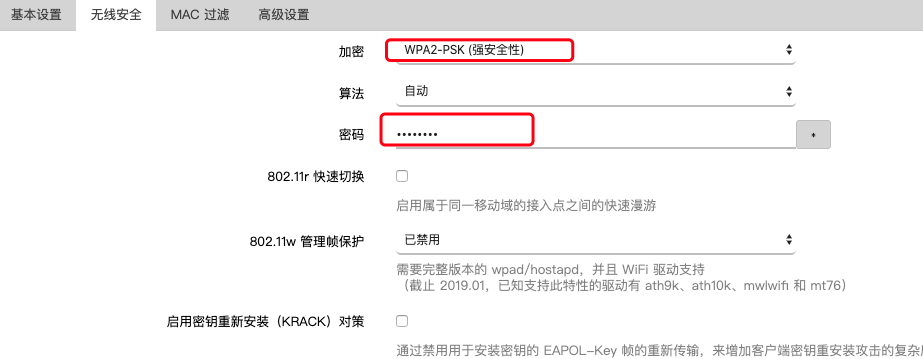 基本设置 无线安全 MAC 过滤 高级设置
加密 WPA2-PSK (强安全性)
算法 自动
密码 •••••••• *
802.11r 快速切换
启用属于同一移动域的接入点之间的快速漫游
802.11w 管理帧保护 已禁用
需要完整版本的 wpad/hostapd，并且 WiFi 驱动支持
（截止 2019.01，已知支持此特性的驱动有 ath9k、ath10k、mwlwifi 和 mt76）
启用密钥重新安装（KRACK）对策
通过禁用用于安装密钥的 EAPOL-Key 帧的重新传输，来增加客户端密钥重安装攻击的复杂